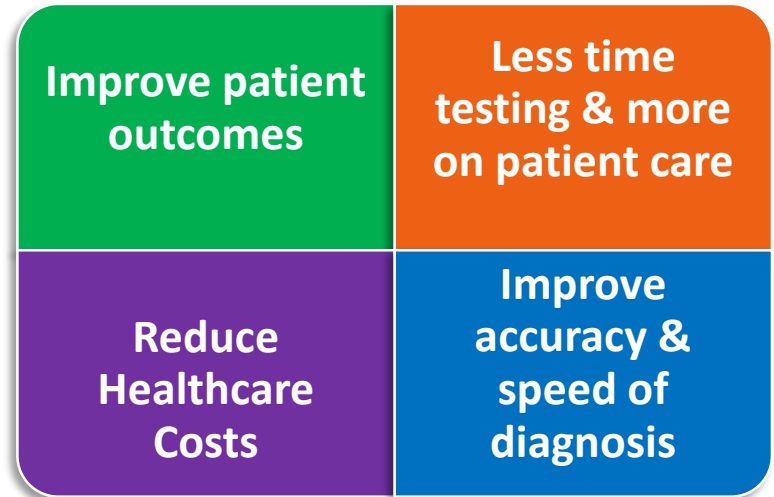 Improve patient
outcomes
Less time
testing & more
on patient care
Reduce
Healthcare
Costs
Improve
accuracy &
speed of
diagnosis